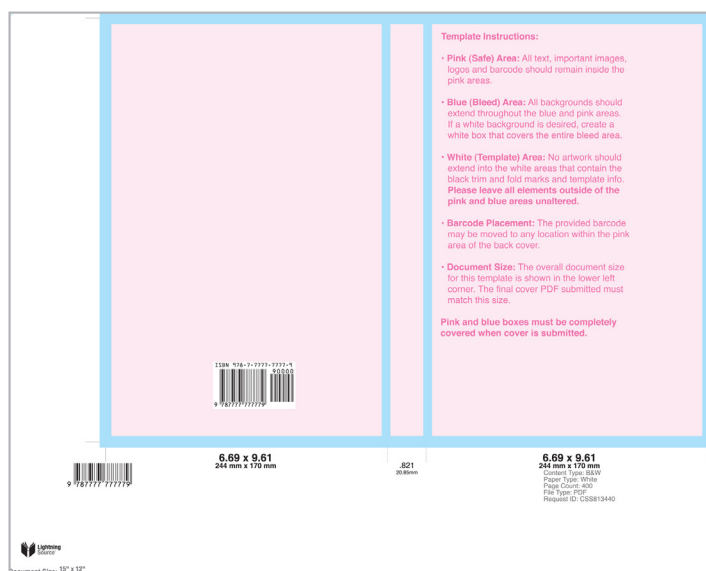 Template Instructions:
• Pink (Safe) Area: All text, important images,
logos and barcode should remain inside the
pink areas.
• Blue (Bleed) Area: All backgrounds should
extend throughout the blue and pink areas.
If a white background is desired, create a
white box that covers the entire bleed area.
• White (Template) Area: No artwork should
extend into the white areas that contain the
black trim and fold marks and template info.
Please leave all elements outside of the
pink and blue areas unaltered.
• Barcode Placement: The provided barcode
may be moved to any location within the pink
area of the back cover.
• Document Size: The overall document size
for this template is shown in the lower left
corner. The final cover PDF submitted must
match this size.
Pink and blue boxes must be completely
covered when cover is submitted.
ISBN 978-7-7777-7777-9
90000
9 787777 777779
6.69 x 9.61
244 mm x 170 mm
.821
20.85mm
6.69 x 9.61
244 mm x 170 mm
Content Type: B&W
Paper Type: White
Page Count: 400
File Type: PDF
Request ID: CSS813440
9 787777 777779
Lightning
Source
Document Size: 15" x 12"